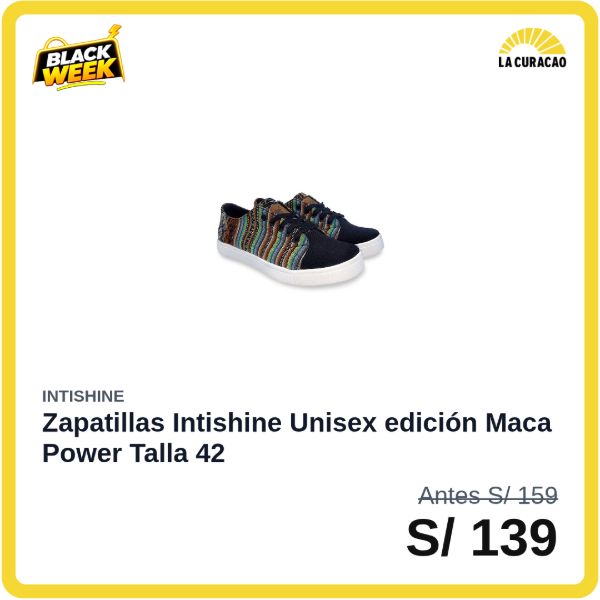 BLACK
WEEK
LA CURACAO
INTISHINE
Zapatillas Intishine Unisex edición Maca
Power Talla 42
Antes S/ 159
S/ 139